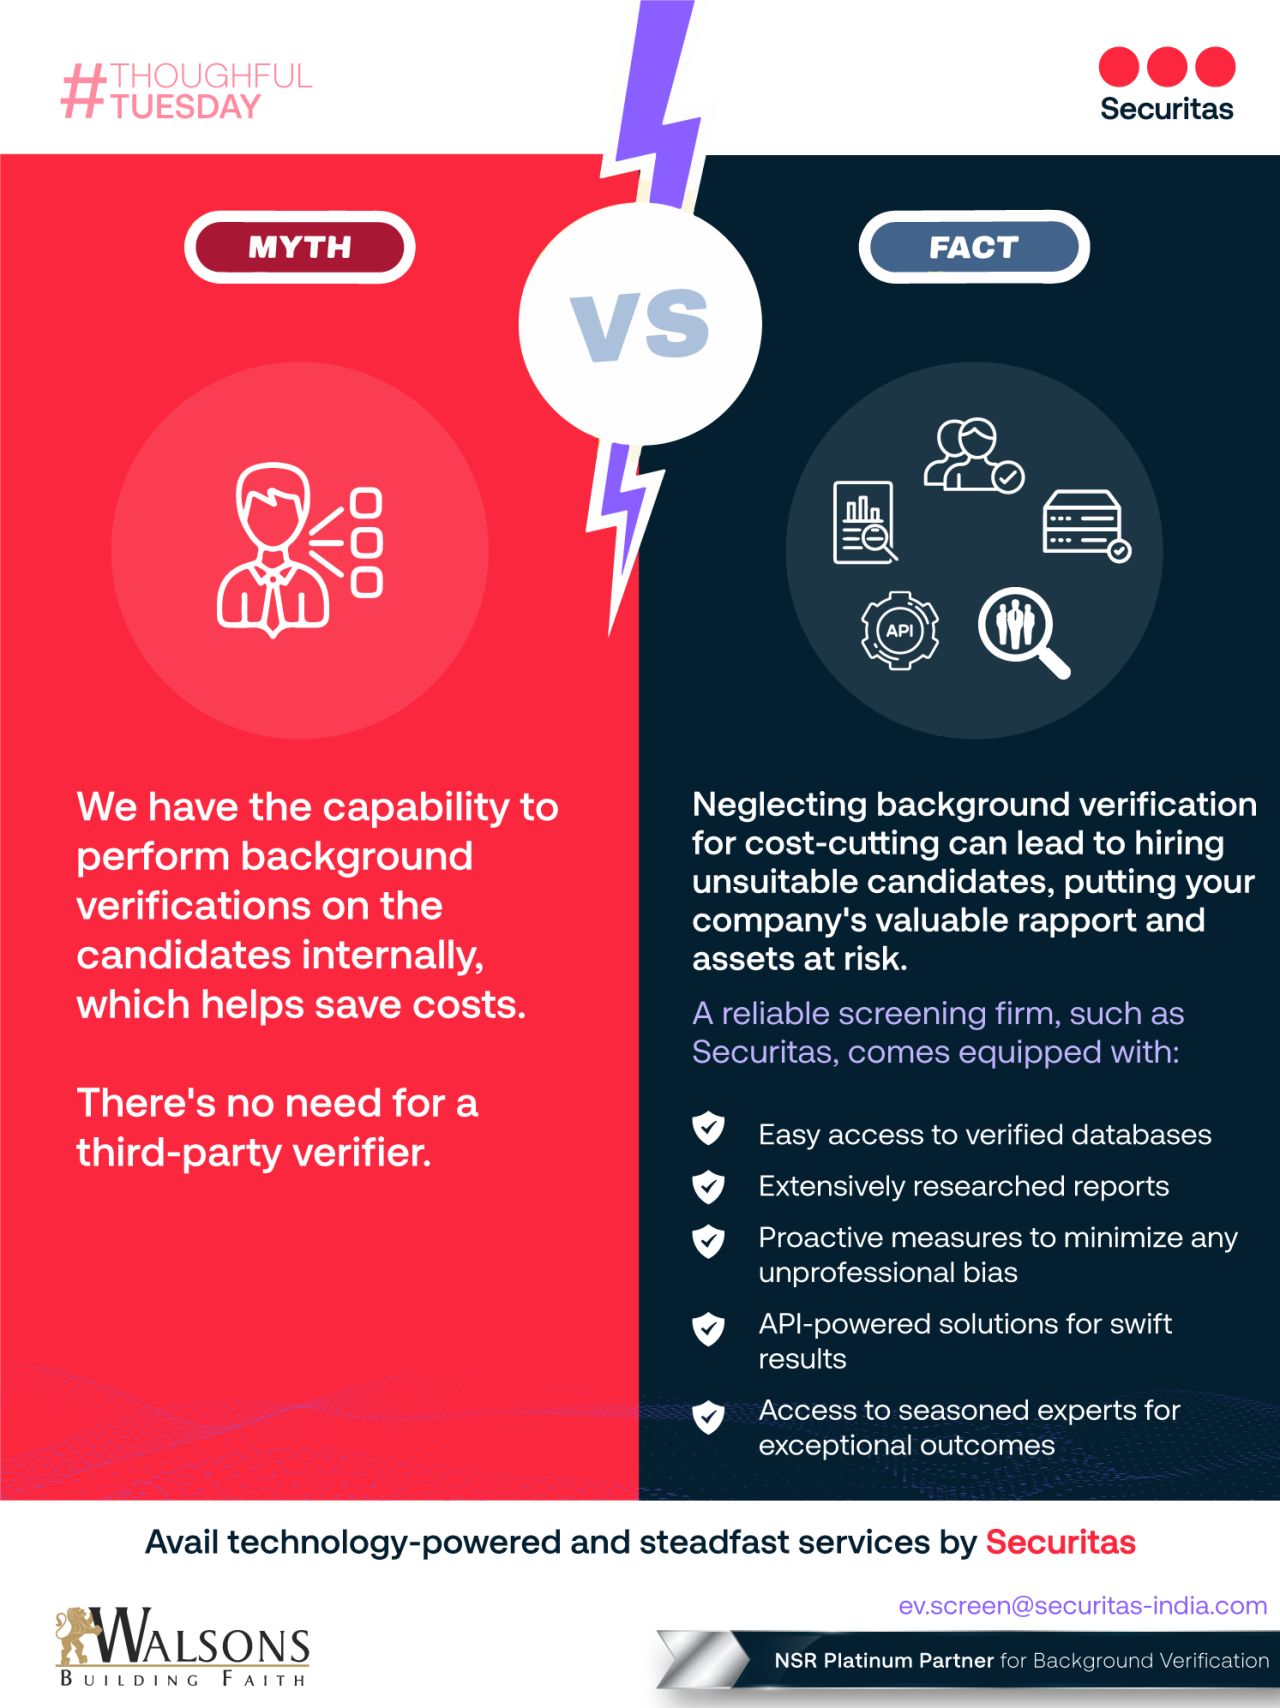 #THOUGHFUL
TUESDAY
Securitas
MYTH
VS
FACT
API
We have the capability to
perform background
verifications on the
candidates internally,
which helps save costs.
There's no need for a
third-party verifier.
Neglecting background verification
for cost-cutting can lead to hiring
unsuitable candidates, putting your
company's valuable rapport and
assets at risk.
A reliable screening firm, such as
Securitas, comes equipped with:
Easy access to verified databases
Extensively researched reports
Proactive measures to minimize any
unprofessional bias
API-powered solutions for swift
results
Access to seasoned experts for
exceptional outcomes
Avail technology-powered and steadfast services by Securitas
ev.screen@securitas-india.com
WALSONS
BUILDING FAITH
NSR Platinum Partner for Background Verification